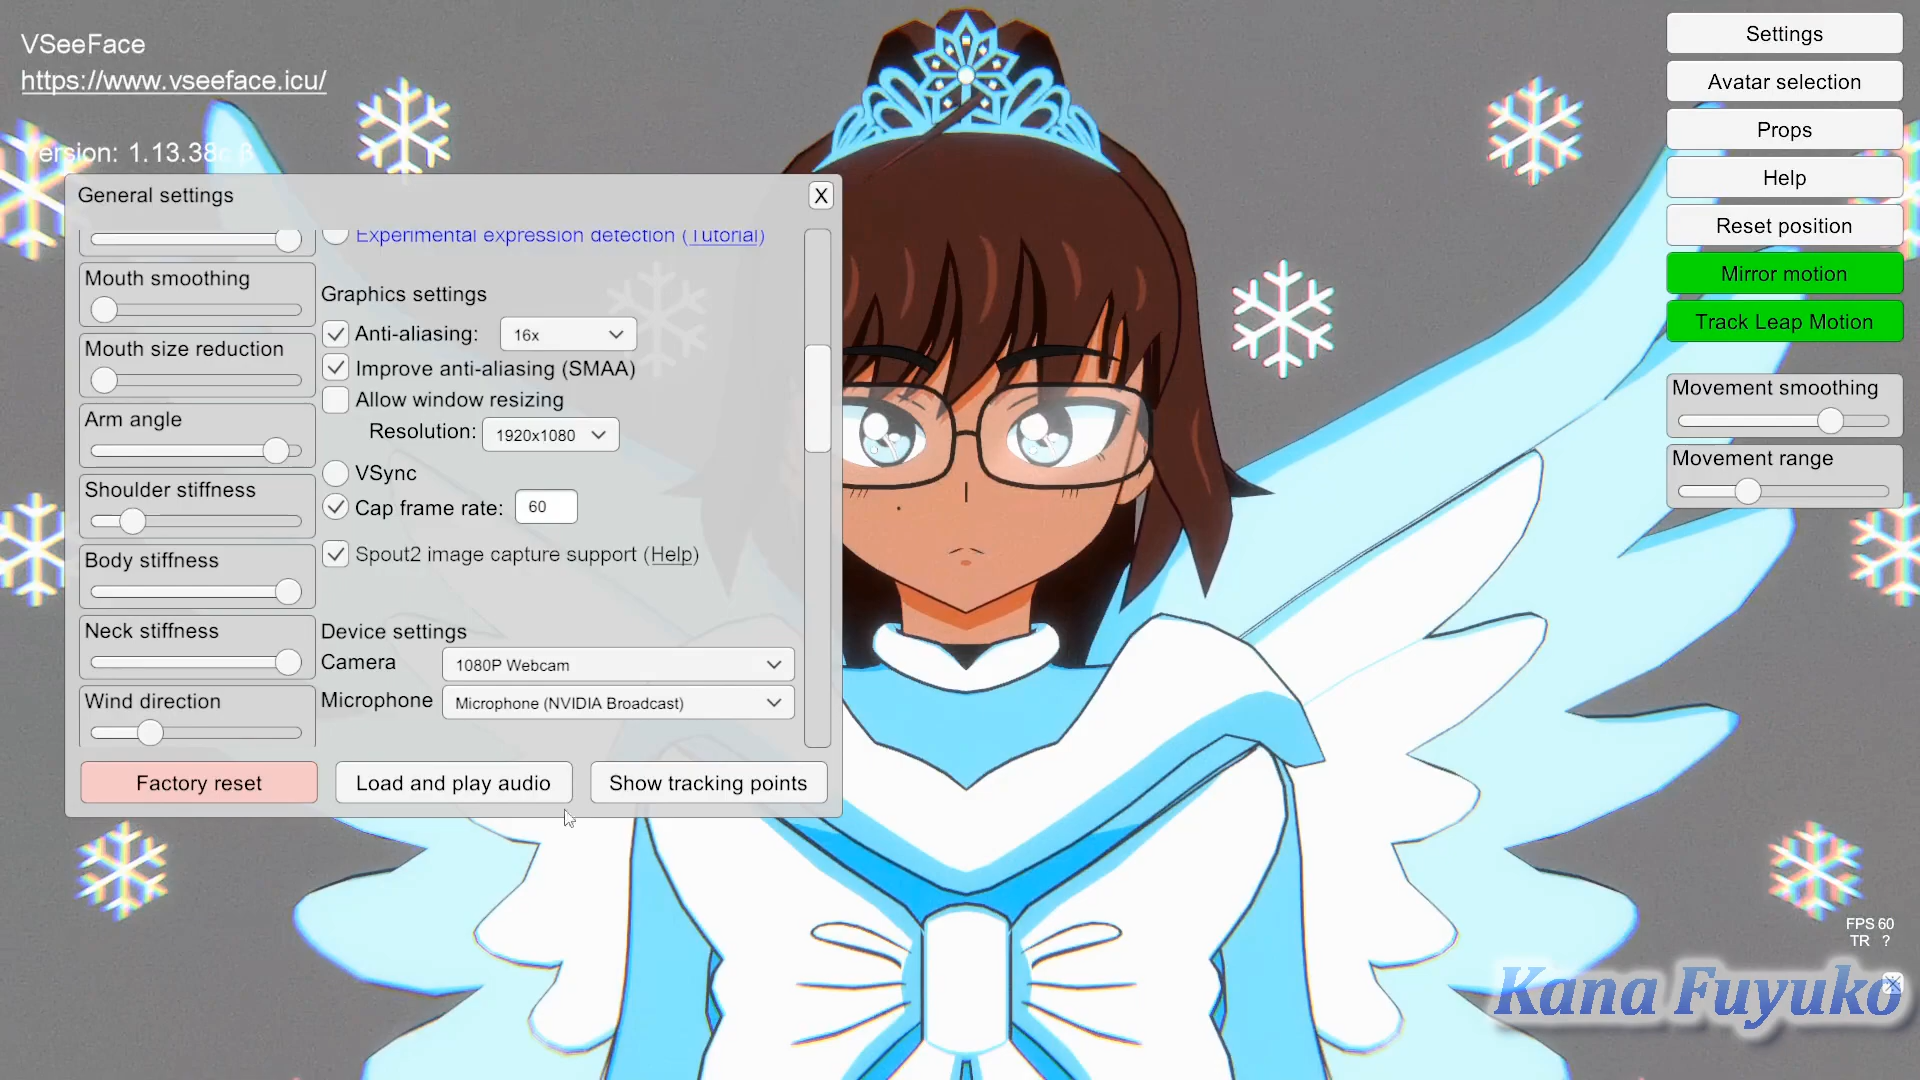 VSeeFace
https://www.vseeface.icu/
Version: 1.13.38c β
General settings
X
Experimental expression detection (Tutorial)
Mouth smoothing
Mouth size reduction
Arm angle
Shoulder stiffness
Body stiffness
Neck stiffness
Wind direction
Graphics settings
Anti-aliasing: 16x
Improve anti-aliasing (SMAA)
Allow window resizing
Resolution: 1920x1080
VSync
Cap frame rate: 60
Spout2 image capture support (Help)
Device settings
Camera 1080P Webcam
Microphone Microphone (NVIDIA Broadcast)
Factory reset
Load and play audio
Show tracking points
Settings
Avatar selection
Props
Help
Reset position
Mirror motion
Track Leap Motion
Movement smoothing
Movement range
FPS 60
TR ?
Kana Fuyuko